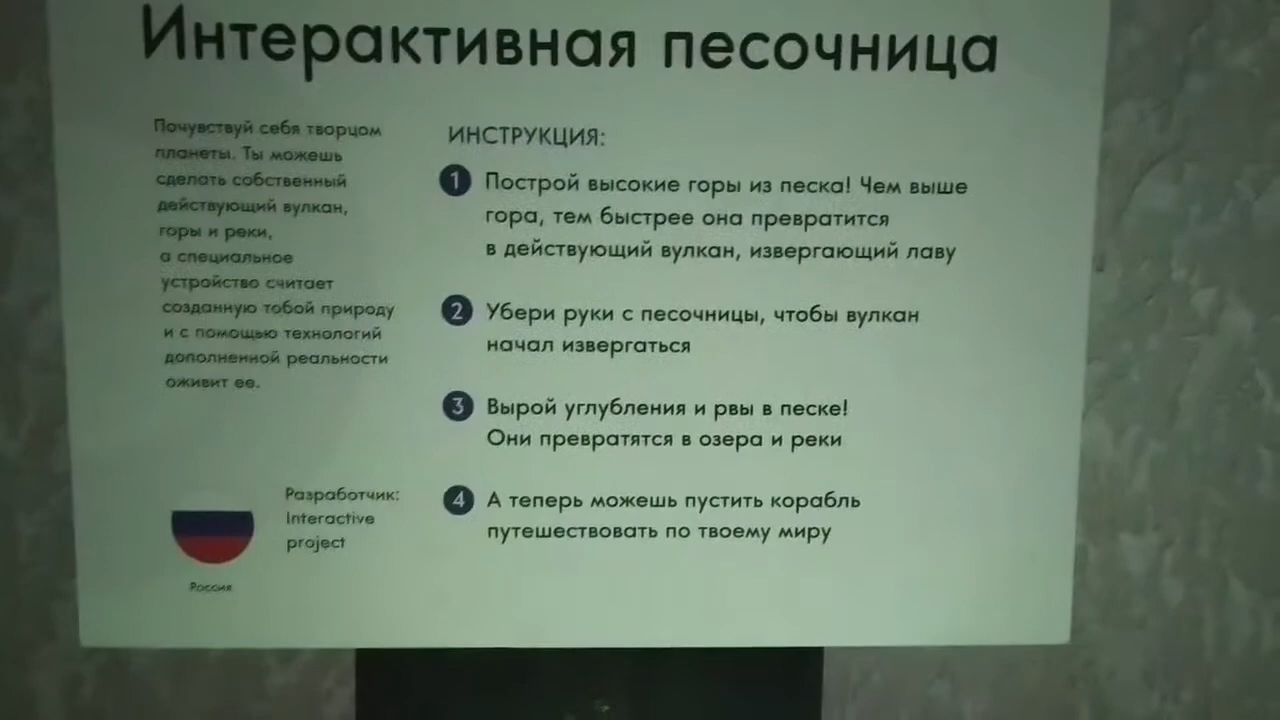 Интерактивная песочница
Почувствуй себя творцом
планеты. Ты можешь
сделать собственный
действующий вулкан,
горы и реки,
а специальное
устройство считает
созданную тобой природу
и с помощью технологий
дополненной реальности
оживит ее.
ИНСТРУКЦИЯ:
1 Построй высокие горы из песка! Чем выше
гора, тем быстрее она превратится
в действующий вулкан, извергающий лаву
2 Убери руки с песочницы, чтобы вулкан
начал извергаться
3 Вырой углубления и рвы в песке!
Они превратятся в озера и реки
4 А теперь можешь пустить корабль
путешествовать по твоему миру
Разработчик:
Interactive
project
Россия